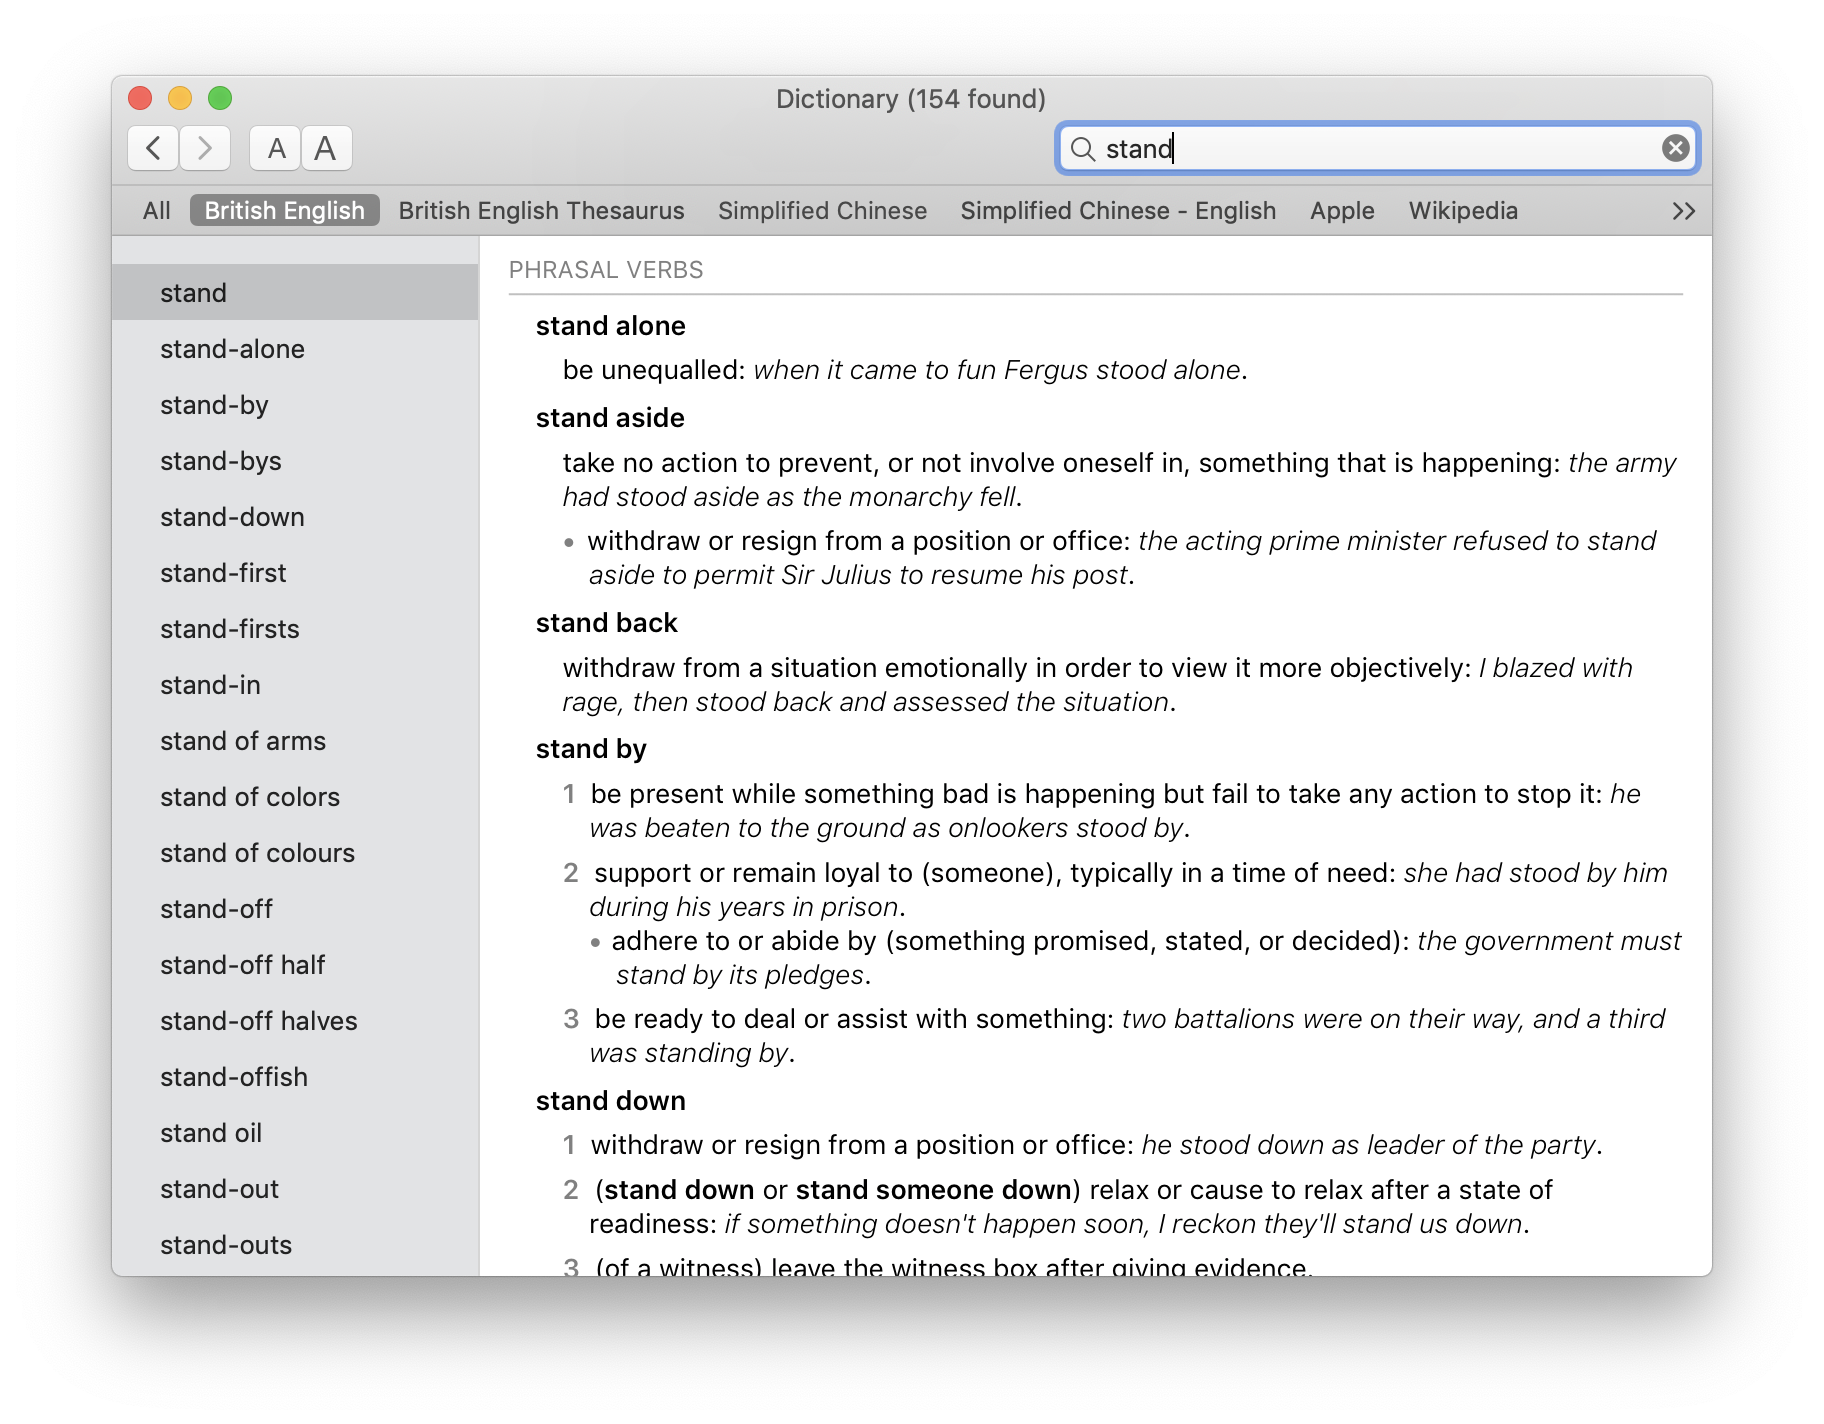 Dictionary (154 found)
A A
stand
All British English British English Thesaurus Simplified Chinese Simplified Chinese - English Apple Wikipedia >>
stand
stand-alone
stand-by
stand-bys
stand-down
stand-first
stand-firsts
stand-in
stand of arms
stand of colors
stand of colours
stand-off
stand-off half
stand-off halves
stand-offish
stand oil
stand-out
stand-outs
PHRASAL VERBS
stand alone
be unequalled: when it came to fun Fergus stood alone.
stand aside
take no action to prevent, or not involve oneself in, something that is happening: the army
had stood aside as the monarchy fell.
• withdraw or resign from a position or office: the acting prime minister refused to stand
aside to permit Sir Julius to resume his post.
stand back
withdraw from a situation emotionally in order to view it more objectively: I blazed with
rage, then stood back and assessed the situation.
stand by
1 be present while something bad is happening but fail to take any action to stop it: he
was beaten to the ground as onlookers stood by.
2 support or remain loyal to (someone), typically in a time of need: she had stood by him
during his years in prison.
• adhere to or abide by (something promised, stated, or decided): the government must
stand by its pledges.
3 be ready to deal or assist with something: two battalions were on their way, and a third
was standing by.
stand down
1 withdraw or resign from a position or office: he stood down as leader of the party.
2 (stand down or stand someone down) relax or cause to relax after a state of
readiness: if something doesn't happen soon, I reckon they'll stand us down.
3 (of a witness) leave the witness box after giving evidence.